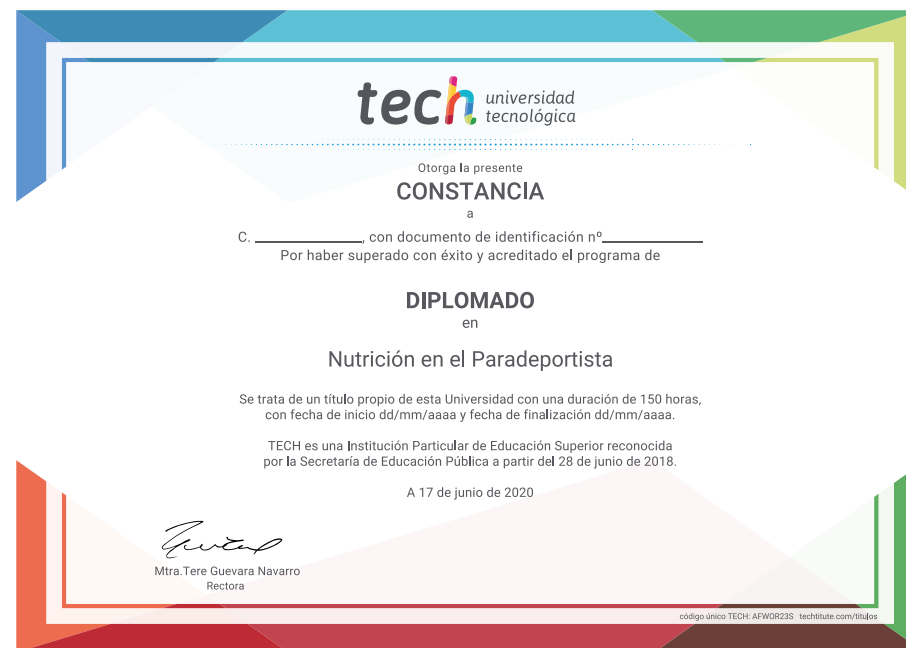 tech universidad
tecnológica
Otorga la presente
CONSTANCIA
a
C. ____________, con documento de identificación nº____________
Por haber superado con éxito y acreditado el programa de
DIPLOMADO
en
Nutrición en el Paradeportista
Se trata de un título propio de esta Universidad con una duración de 150 horas,
con fecha de inicio dd/mm/aaaa y fecha de finalización dd/mm/aaaa.
TECH es una Institución Particular de Educación Superior reconocida
por la Secretaría de Educación Pública a partir del 28 de junio de 2018.
A 17 de junio de 2020
Mtra.Tere Guevara Navarro
Rectora
código único TECH: AFWOR23S techtitute.com/titulos